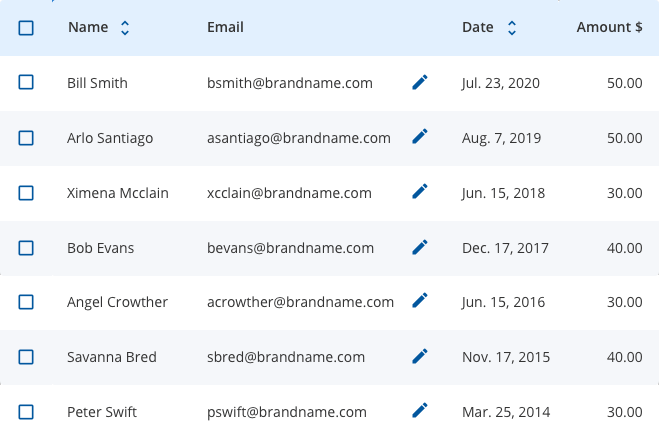 Name Email Date Amount $
Bill Smith bsmith@brandname.com Jul. 23, 2020 50.00
Arlo Santiago asantiago@brandname.com Aug. 7, 2019 50.00
Ximena Mcclain xcclain@brandname.com Jun. 15, 2018 30.00
Bob Evans bevans@brandname.com Dec. 17, 2017 40.00
Angel Crowther acrowther@brandname.com Jun. 15, 2016 30.00
Savanna Bred sbred@brandname.com Nov. 17, 2015 40.00
Peter Swift pswift@brandname.com Mar. 25, 2014 30.00